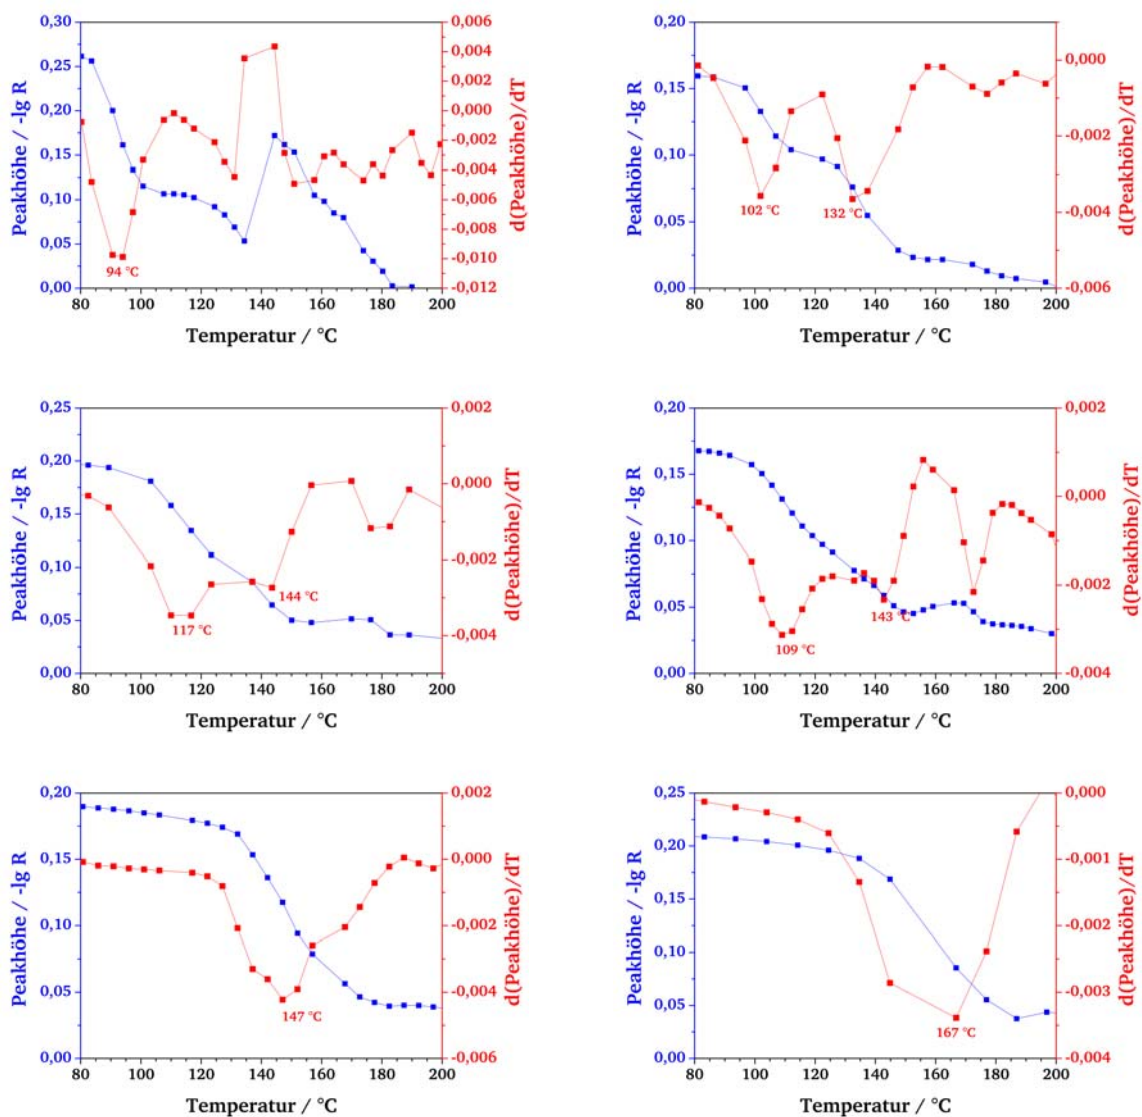 0,30
0,25
0,20
0,15
0,10
0,05
0,00
Peakhöhe / -lg R
80 100 120 140 160 180 200
Temperatur / °C
94 °C
0,006
0,004
0,002
0,000
-0,002
-0,004
-0,006
-0,008
-0,010
-0,012
d(Peakhöhe)/dT
0,20
0,15
0,10
0,05
0,00
Peakhöhe / -lg R
80 100 120 140 160 180 200
Temperatur / °C
102 °C
132 °C
0,000
-0,002
-0,004
-0,006
d(Peakhöhe)/dT
0,25
0,20
0,15
0,10
0,05
0,00
Peakhöhe / -lg R
80 100 120 140 160 180 200
Temperatur / °C
117 °C
144 °C
0,002
0,000
-0,002
-0,004
d(Peakhöhe)/dT
0,20
0,15
0,10
0,05
0,00
Peakhöhe / -lg R
80 100 120 140 160 180 200
Temperatur / °C
109 °C
143 °C
0,002
0,000
-0,002
-0,004
d(Peakhöhe)/dT
0,20
0,15
0,10
0,05
0,00
Peakhöhe / -lg R
80 100 120 140 160 180 200
Temperatur / °C
147 °C
0,002
0,000
-0,002
-0,004
-0,006
d(Peakhöhe)/dT
0,25
0,20
0,15
0,10
0,05
0,00
Peakhöhe / -lg R
80 100 120 140 160 180 200
Temperatur / °C
167 °C
0,000
-0,001
-0,002
-0,003
-0,004
d(Peakhöhe)/dT